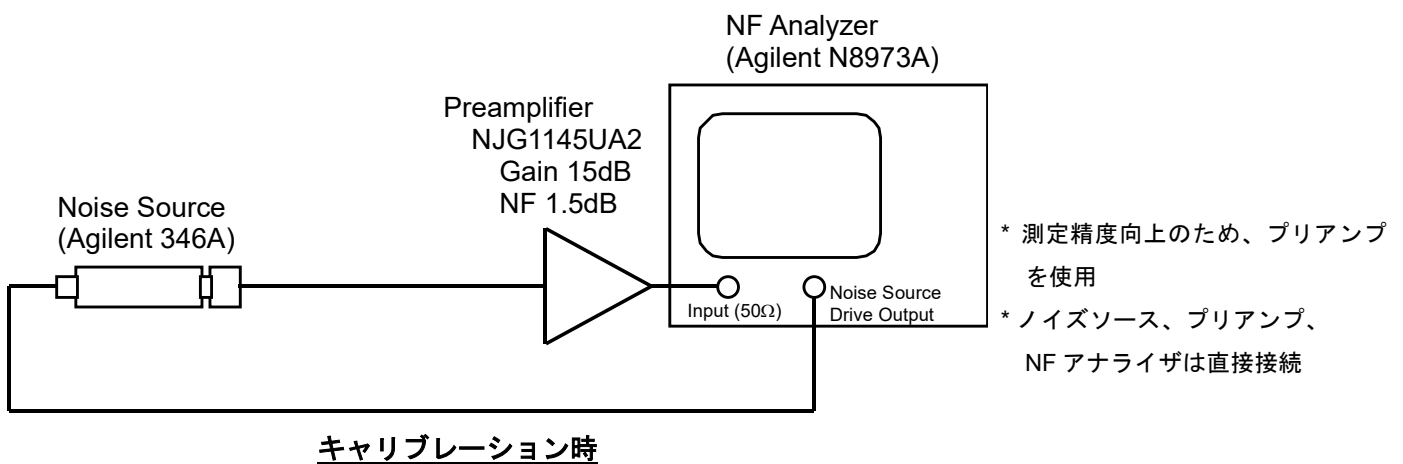 NF Analyzer
(Agilent N8973A)
Preamplifier
NJG1145UA2
Gain 15dB
NF 1.5dB
Noise Source
(Agilent 346A)
Input (50Ω)
Noise Source
Drive Output
* 測定精度向上のため、プリアンプ
を使用
* ノイズソース、プリアンプ、
NF アナライザは直接接続
キャリブレーション時